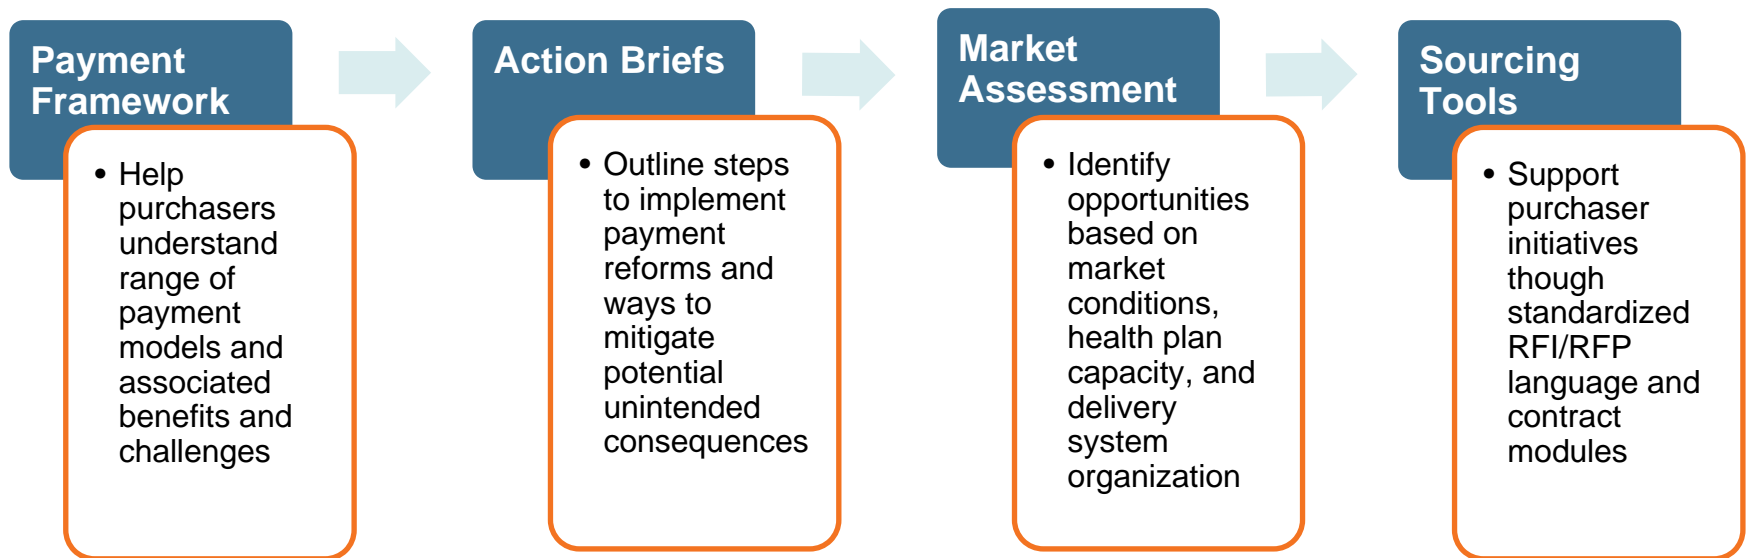 Payment
Framework
• Help
purchasers
understand
range of
payment
models and
associated
benefits and
challenges
Action Briefs
• Outline steps
to implement
payment
reforms and
ways to
mitigate
potential
unintended
consequences
Market
Assessment
• Identify
opportunities
based on
market
conditions,
health plan
capacity, and
delivery
system
organization
Sourcing
Tools
• Support
purchaser
initiatives
though
standardized
RFI/RFP
language and
contract
modules